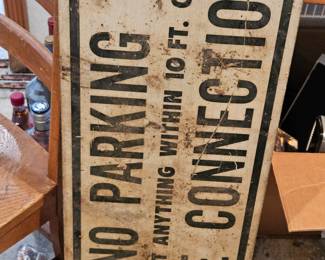 NO PARKING
ANYTHING WITHIN 10 FT.
CONNECTIO